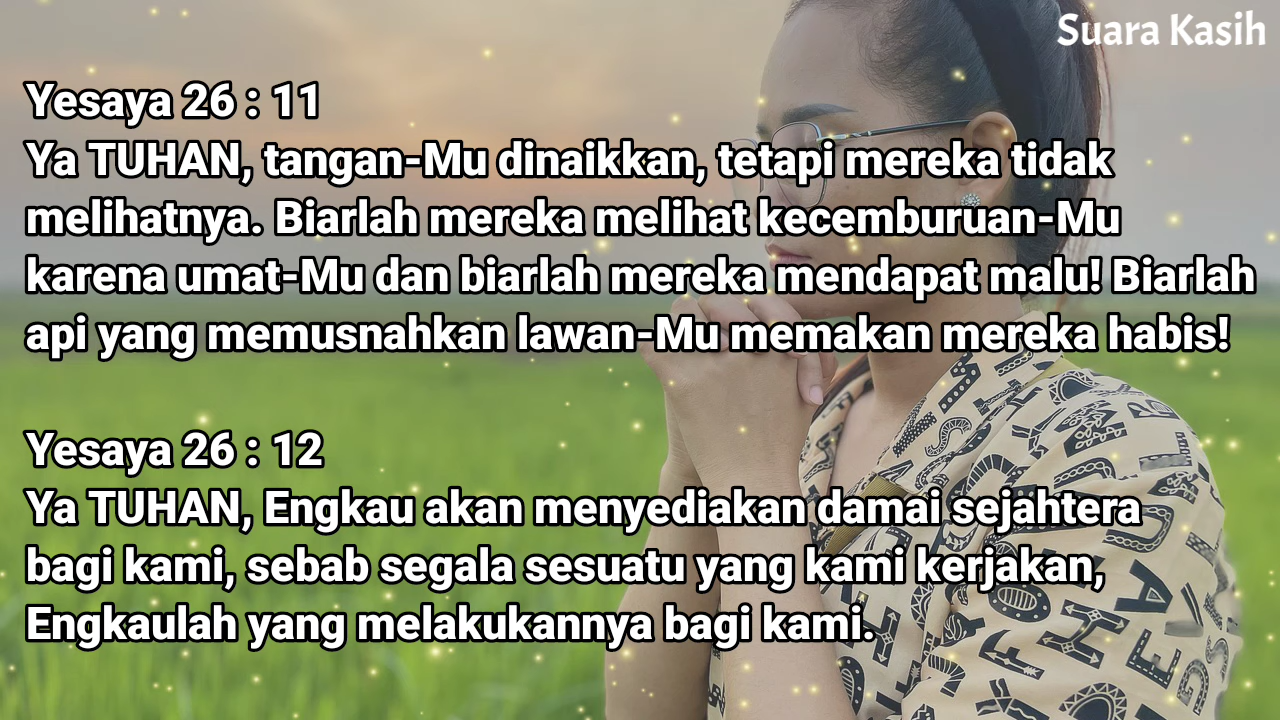 Suara Kasih
Yesaya 26 : 11
Ya TUHAN, tangan-Mu dinaikkan, tetapi mereka tidak
melihatnya. Biarlah mereka melihat kecemburuan-Mu
karena umat-Mu dan biarlah mereka mendapat malu! Biarlah
api yang memusnahkan lawan-Mu memakan mereka habis!
Yesaya 26 : 12
Ya TUHAN, Engkau akan menyediakan damai sejahtera
bagi kami, sebab segala sesuatu yang kami kerjakan,
Engkaulah yang melakukannya bagi kami.